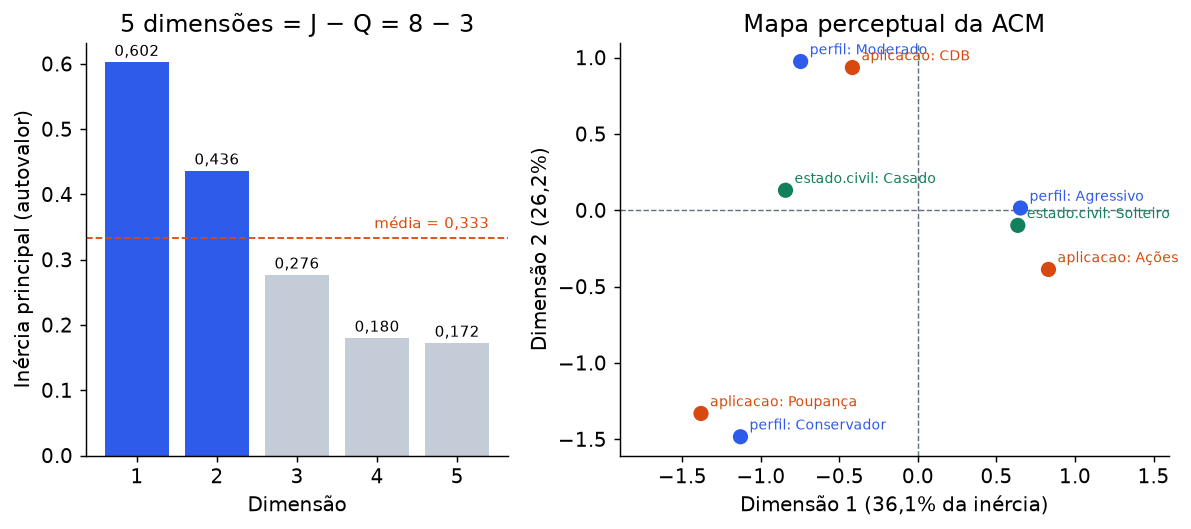 5 dimensões = J − Q = 8 − 3
Inércia principal (autovalor)
0,602
0,436
média = 0,333
0,276
0,180
0,172
0.6
0.5
0.4
0.3
0.2
0.1
0.0
1
2
3
4
5
Dimensão
Mapa perceptual da ACM
Dimensão 2 (26,2%)
1.0
0.5
0.0
−0.5
−1.0
−1.5
perfil: Moderado
aplicacao: CDB
estado.civil: Casado
perfil: Agressivo
estado.civil: Solteiro
aplicacao: Ações
aplicacao: Poupança
perfil: Conservador
−1.5
−1.0
−0.5
0.0
0.5
1.0
1.5
Dimensão 1 (36,1% da inércia)